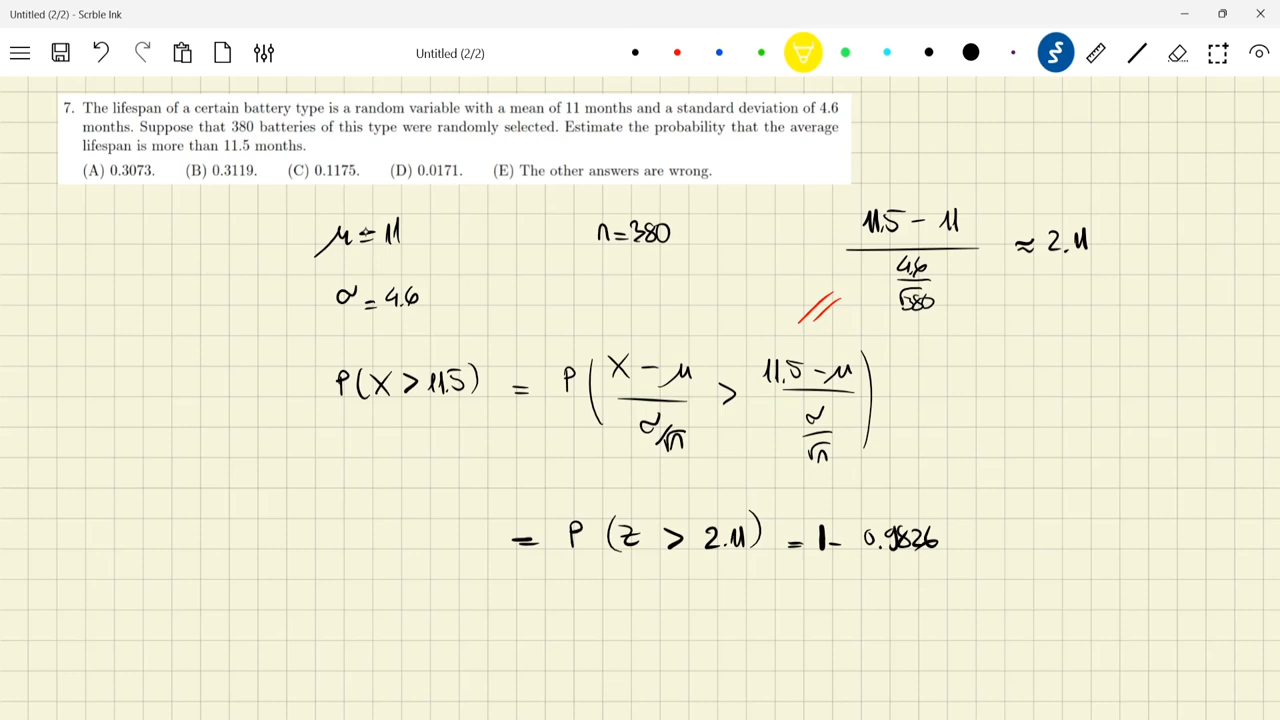 Untitled (2/2) - Scrble Ink
Untitled (2/2)
7. The lifespan of a certain battery type is a random variable with a mean of 11 months and a standard deviation of 4.6
months. Suppose that 380 batteries of this type were randomly selected. Estimate the probability that the average
lifespan is more than 11.5 months.
(A) 0.3073. (B) 0.3119. (C) 0.1175. (D) 0.0171. (E) The other answers are wrong.
μ = 11
n = 380
11.5 - 11 / (4.6 / √380) ≈ 2.11
σ = 4.6
P(X > 11.5) = P( (X - μ) / (σ/√n) > (11.5 - μ) / (σ/√n) )
= P(Z > 2.11) = 1 - 0.9826